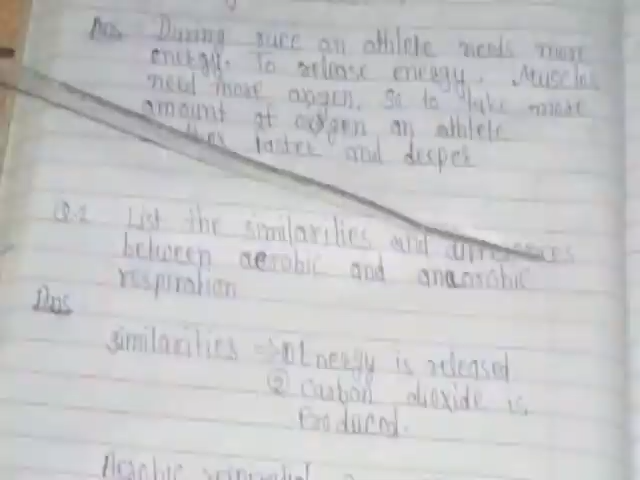 Ans During race an athlete needs more
energy. To release energy. Muscles
need more oxygen. So to take more
amount of oxygen an athlete
faster and deeper
Q.2 List the similarities and differences
between aerobic and anaerobic
respiration
Ans
similarities ⇒ ① Energy is released
② Carbon dioxide is
Produced.
Aerobic